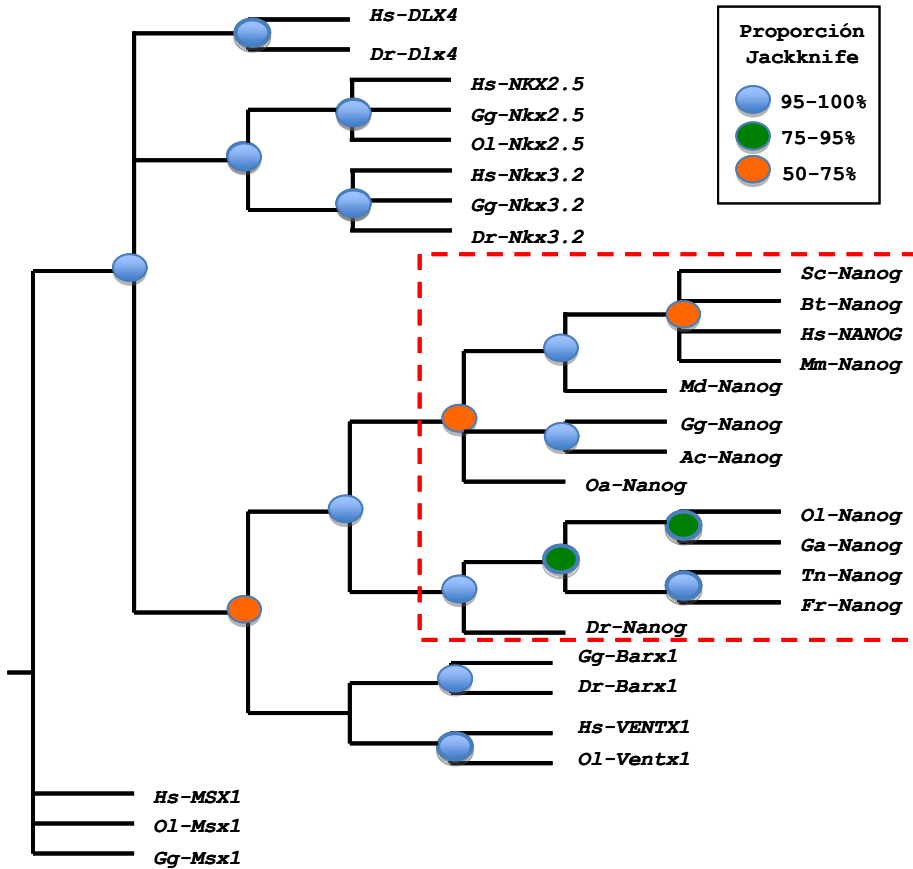 Hs-DLX4
Dr-Dlx4
Hs-NKX2.5
Gg-Nkx2.5
Ol-Nkx2.5
Hs-Nkx3.2
Gg-Nkx3.2
Dr-Nkx3.2
Proporción
Jackknife
95-100%
75-95%
50-75%
Sc-Nanog
Bt-Nanog
Hs-NANOG
Mm-Nanog
Md-Nanog
Gg-Nanog
Ac-Nanog
Oa-Nanog
Ol-Nanog
Ga-Nanog
Tn-Nanog
Fr-Nanog
Dr-Nanog
Gg-Barx1
Dr-Barx1
Hs-VENTX1
Ol-Ventx1
Hs-MSX1
Ol-Msx1
Gg-Msx1